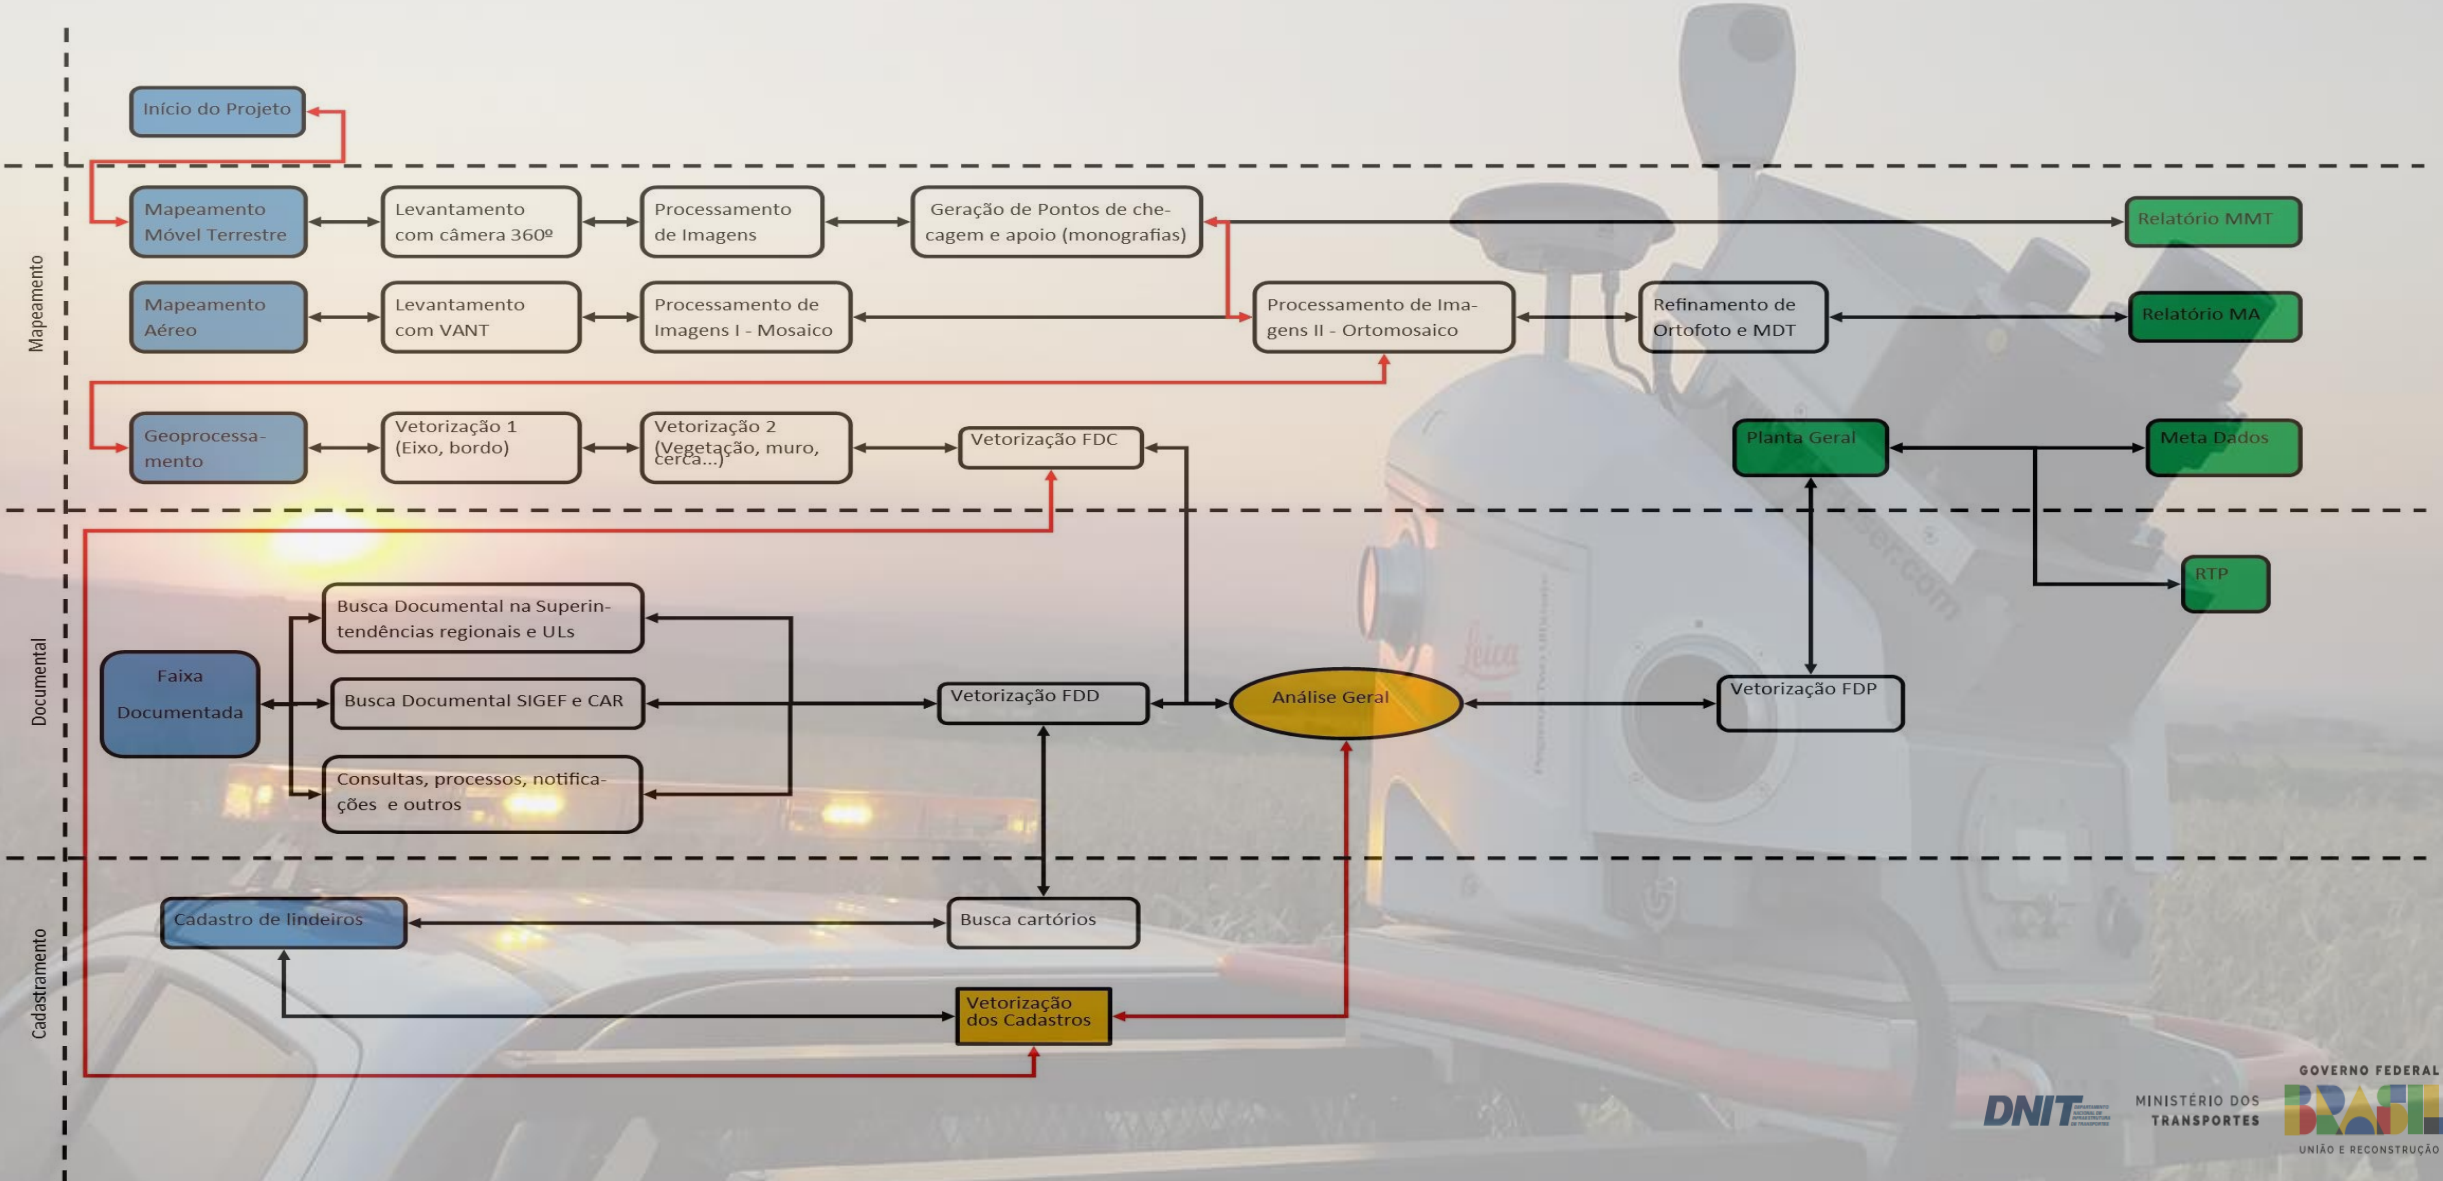 Início do Projeto
Mapeamento
Mapeamento
Móvel Terrestre
Levantamento
com câmera 360º
Processamento
de Imagens
Geração de Pontos de che-
cagem e apoio (monografias)
Relatório MMT
Mapeamento
Aéreo
Levantamento
com VANT
Processamento de
Imagens I - Mosaico
Processamento de Ima-
gens II - Ortomosaico
Refinamento de
Ortofoto e MDT
Relatório MA
Geoprocessa-
mento
Vetorização 1
(Eixo, bordo)
Vetorização 2
(Vegetação, muro,
cerca...)
Vetorização FDC
Planta Geral
Meta Dados
RTP
Documental
Faixa
Documentada
Busca Documental na Superin-
tendências regionais e ULs
Busca Documental SIGEF e CAR
Consultas, processos, notifica-
ções e outros
Vetorização FDD
Análise Geral
Vetorização FDP
Leica
Cadastramento
Cadastro de lindeiros
Busca cartórios
Vetorização
dos Cadastros
DNIT
MINISTÉRIO DOS
TRANSPORTES
GOVERNO FEDERAL
BRASIL
UNIÃO E RECONSTRUÇÃO